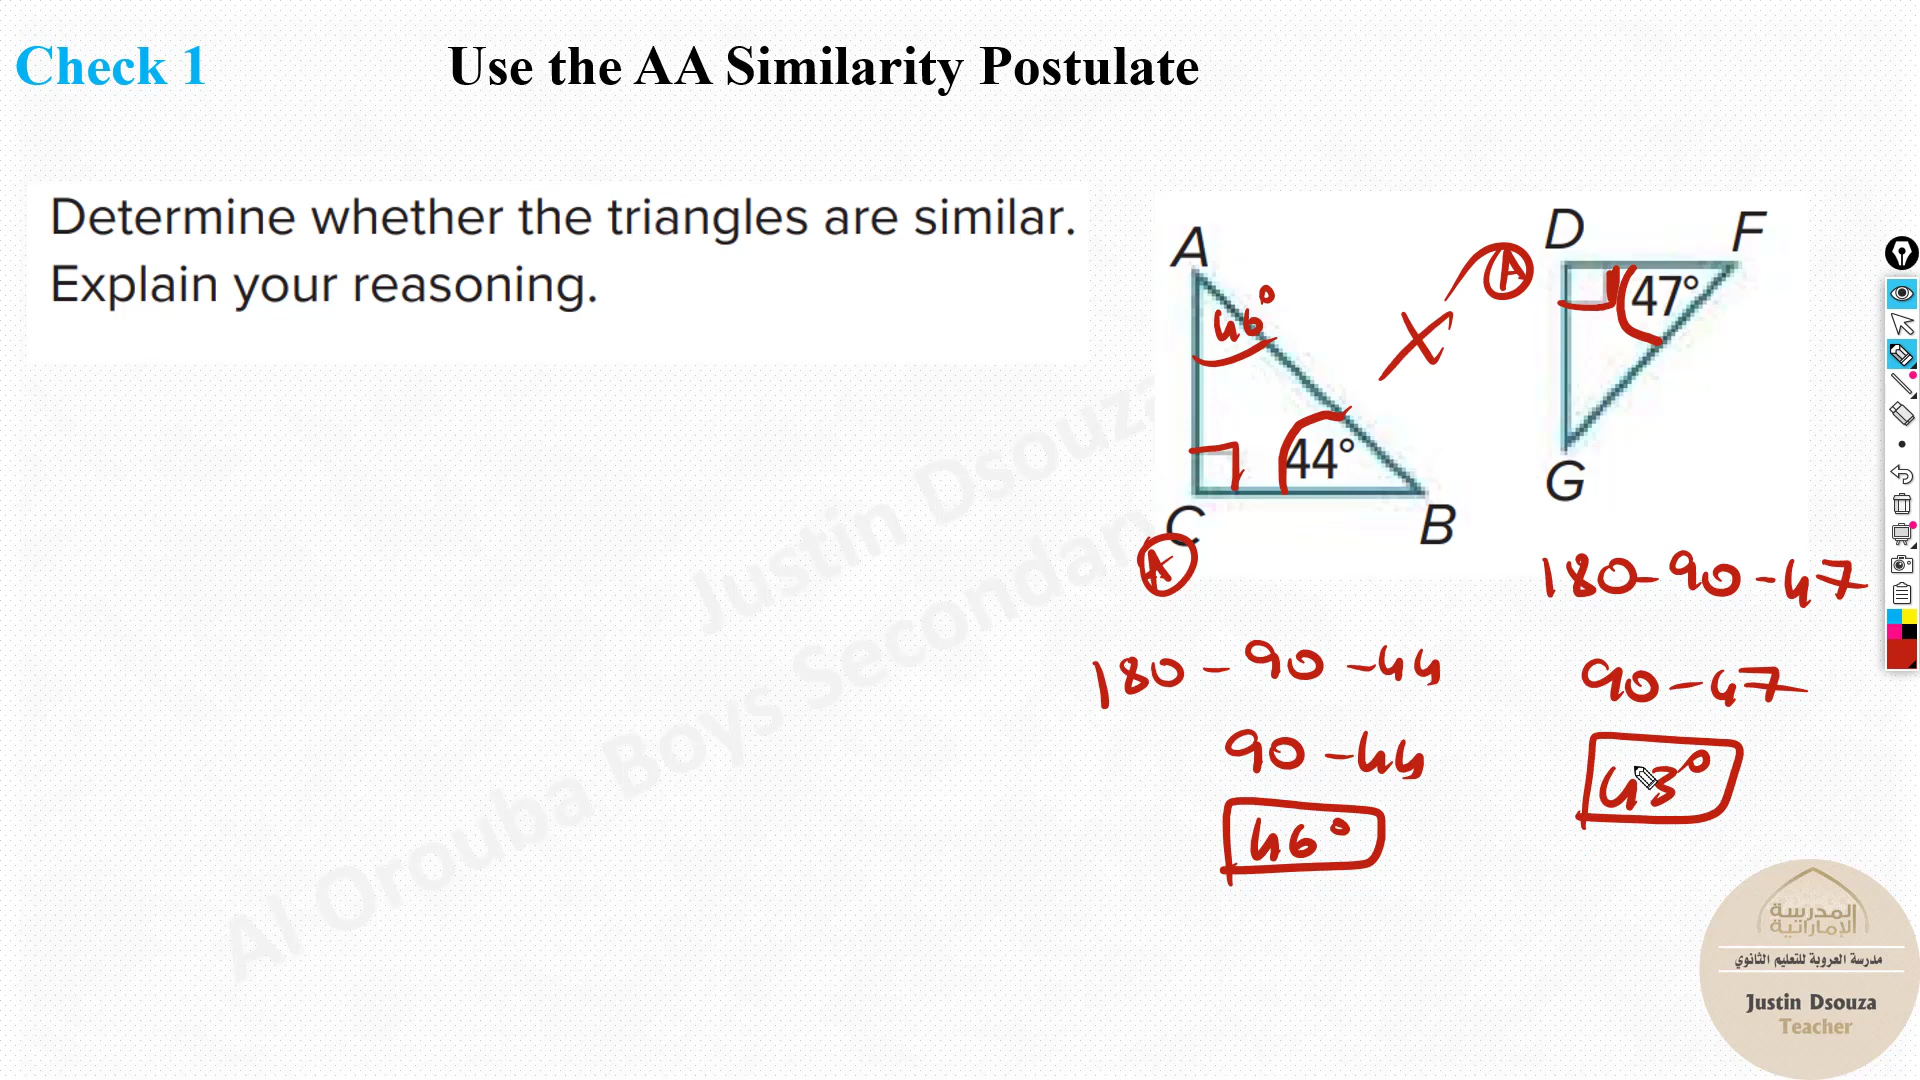 Check 1
Use the AA Similarity Postulate
Determine whether the triangles are similar.
Explain your reasoning.
A
46°
44°
C
B
A
X
A
D
F
47°
G
180-90-47
180-90-44
90-47
90-44
43°
46°
Justin Dsouza
Al Orouba Boys Secondary
المدرسة
الإماراتية
مدرسة العروبة للتعليم الثانوي
Justin Dsouza
Teacher